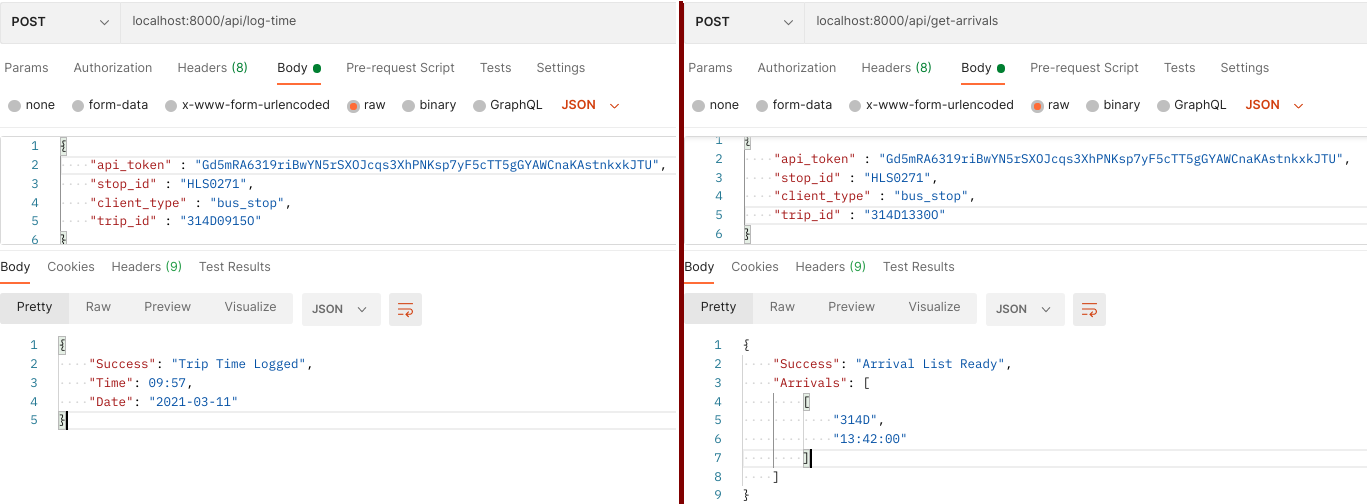 POST localhost:8000/api/log-time
Params Authorization Headers (8) Body Pre-request Script Tests Settings
none form-data x-www-form-urlencoded raw binary GraphQL JSON
1 {
2 "api_token" : "Gd5mRA6319riBwYN5rSXOJcqs3XhPNKsp7yF5cTT5gGYAWCnaKAstnkxkJTU",
3 "stop_id" : "HLS0271",
4 "client_type" : "bus_stop",
5 "trip_id" : "314D0915O"
6 }
Body Cookies Headers (9) Test Results
Pretty Raw Preview Visualize JSON
1 {
2 "Success": "Trip Time Logged",
3 "Time": 09:57,
4 "Date": "2021-03-11"
5 }
POST localhost:8000/api/get-arrivals
Params Authorization Headers (8) Body Pre-request Script Tests Settings
none form-data x-www-form-urlencoded raw binary GraphQL JSON
1 {
2 "api_token" : "Gd5mRA6319riBwYN5rSXOJcqs3XhPNKsp7yF5cTT5gGYAWCnaKAstnkxkJTU",
3 "stop_id" : "HLS0271",
4 "client_type" : "bus_stop",
5 "trip_id" : "314D1330O"
6 }
Body Cookies Headers (9) Test Results
Pretty Raw Preview Visualize JSON
1 {
2 "Success": "Arrival List Ready",
3 "Arrivals": [
4 [
5 "314D",
6 "13:42:00"
7 ]
8 ]
9 }